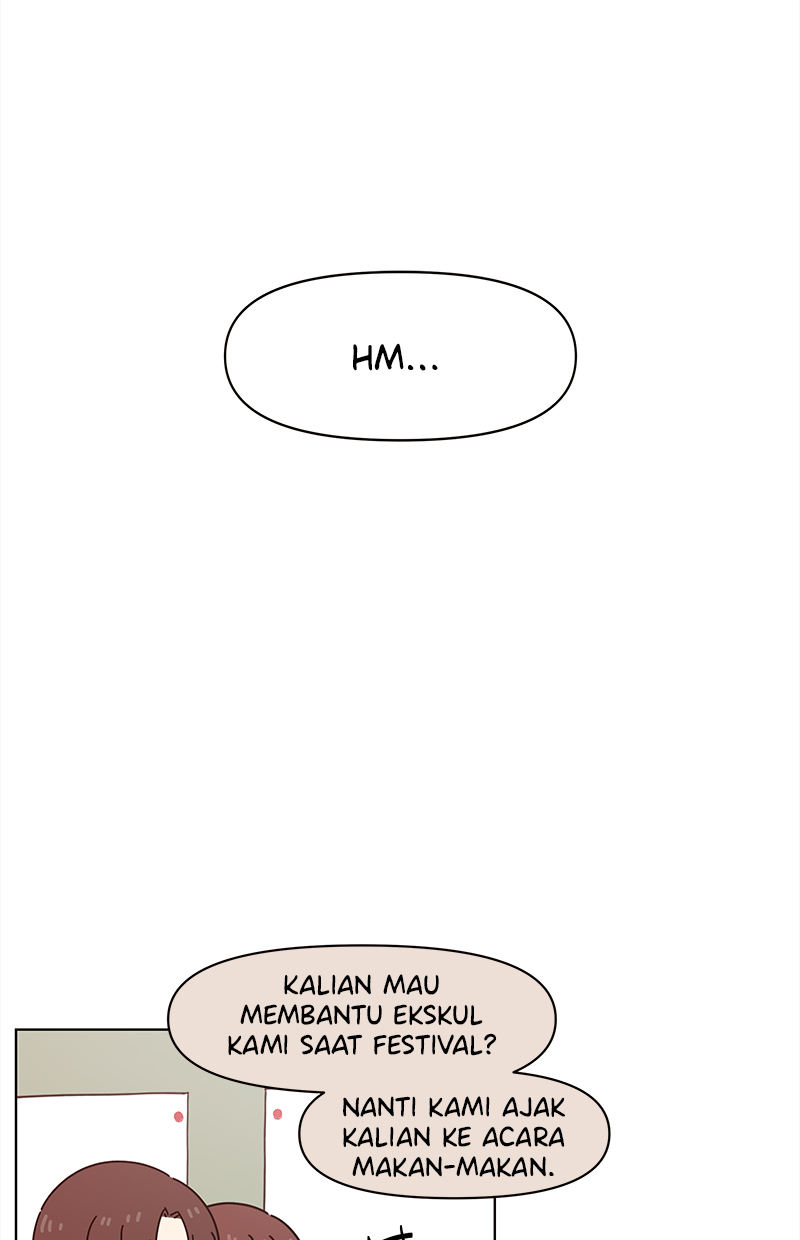 HM...
KALIAN MAU
MEMBANTU EKSKUL
KAMI SAAT FESTIVAL?
NANTI KAMI AJAK
KALIAN KE ACARA
MAKAN-MAKAN.